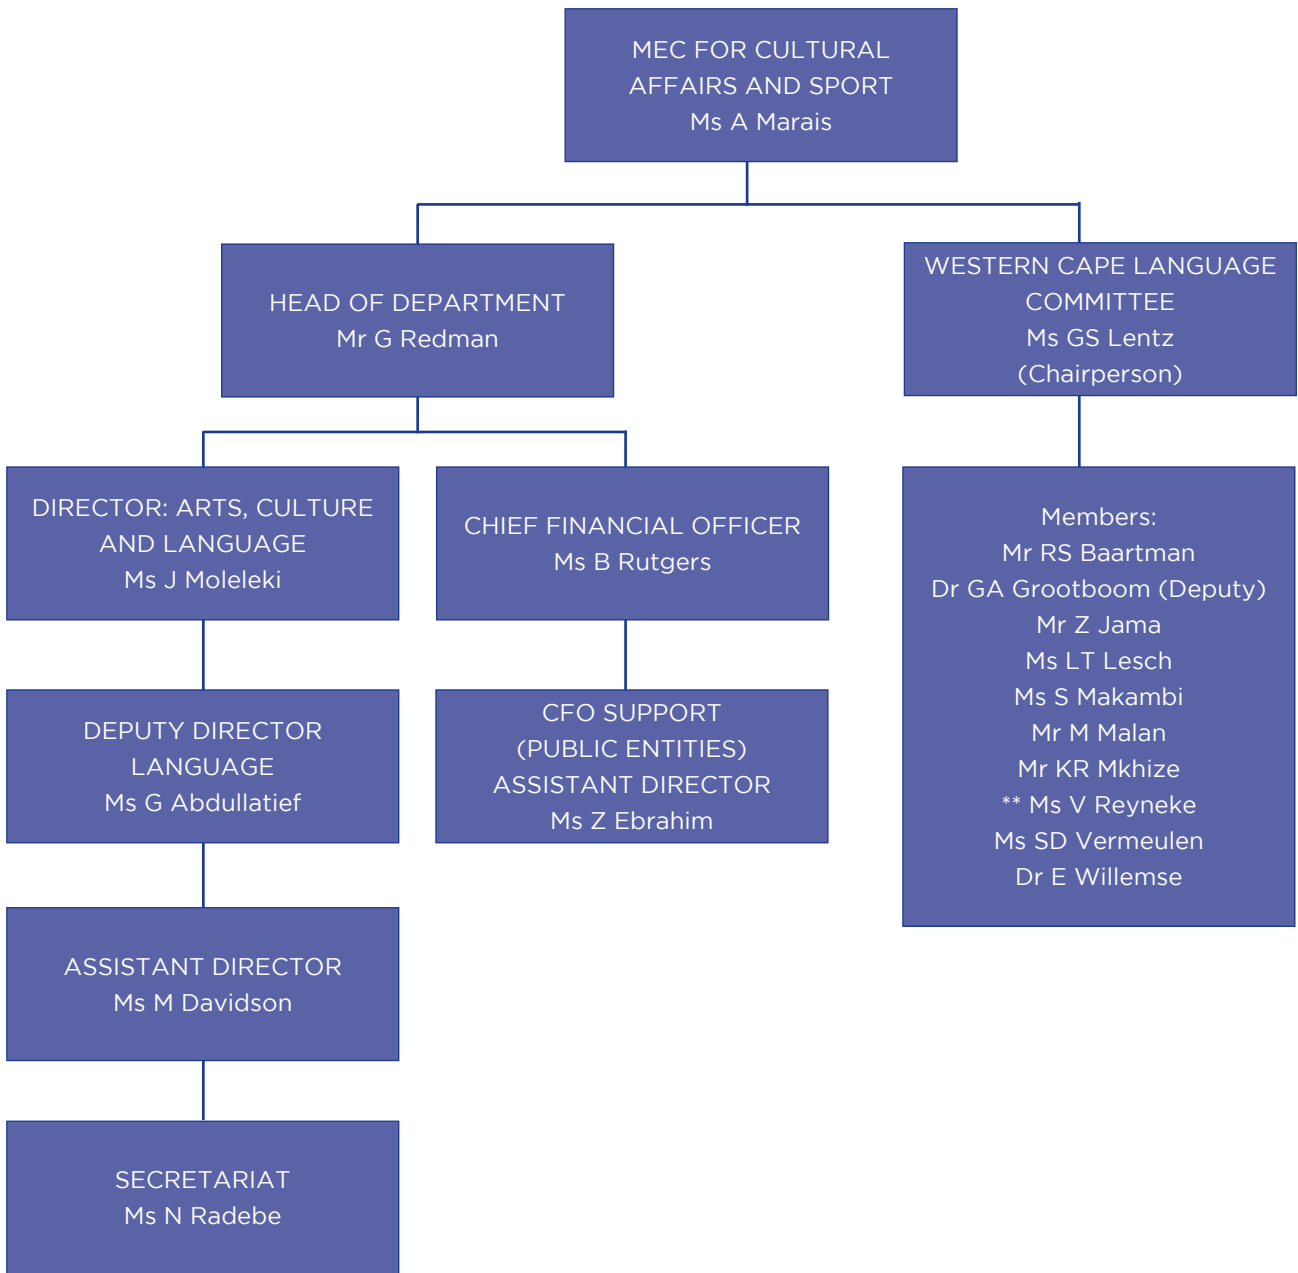 MEC FOR CULTURAL
AFFAIRS AND SPORT
Ms A Marais
HEAD OF DEPARTMENT
Mr G Redman
WESTERN CAPE LANGUAGE
COMMITTEE
Ms GS Lentz
(Chairperson)
DIRECTOR: ARTS, CULTURE
AND LANGUAGE
Ms J Moleleki
CHIEF FINANCIAL OFFICER
Ms B Rutgers
Members:
Mr RS Baartman
Dr GA Grootboom (Deputy)
Mr Z Jama
Ms LT Lesch
Ms S Makambi
Mr M Malan
Mr KR Mkhize
** Ms V Reyneke
Ms SD Vermeulen
Dr E Willemse
DEPUTY DIRECTOR
LANGUAGE
Ms G Abdullatief
CFO SUPPORT
(PUBLIC ENTITIES)
ASSISTANT DIRECTOR
Ms Z Ebrahim
ASSISTANT DIRECTOR
Ms M Davidson
SECRETARIAT
Ms N Radebe